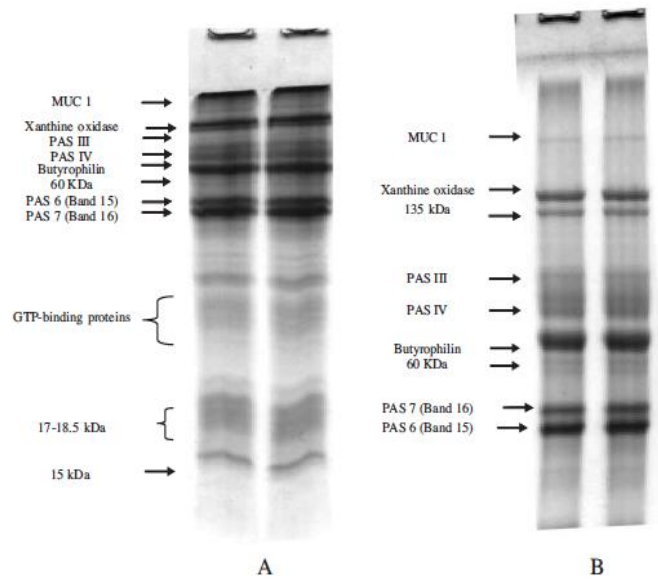 MUC 1
Xanthine oxidase
PAS III
PAS IV
Butyrophilin
60 KDa
PAS 6 (Band 15)
PAS 7 (Band 16)
GTP-binding proteins
17-18.5 kDa
15 kDa
A
MUC 1
Xanthine oxidase
135 kDa
PAS III
PAS IV
Butyrophilin
60 KDa
PAS 7 (Band 16)
PAS 6 (Band 15)
B